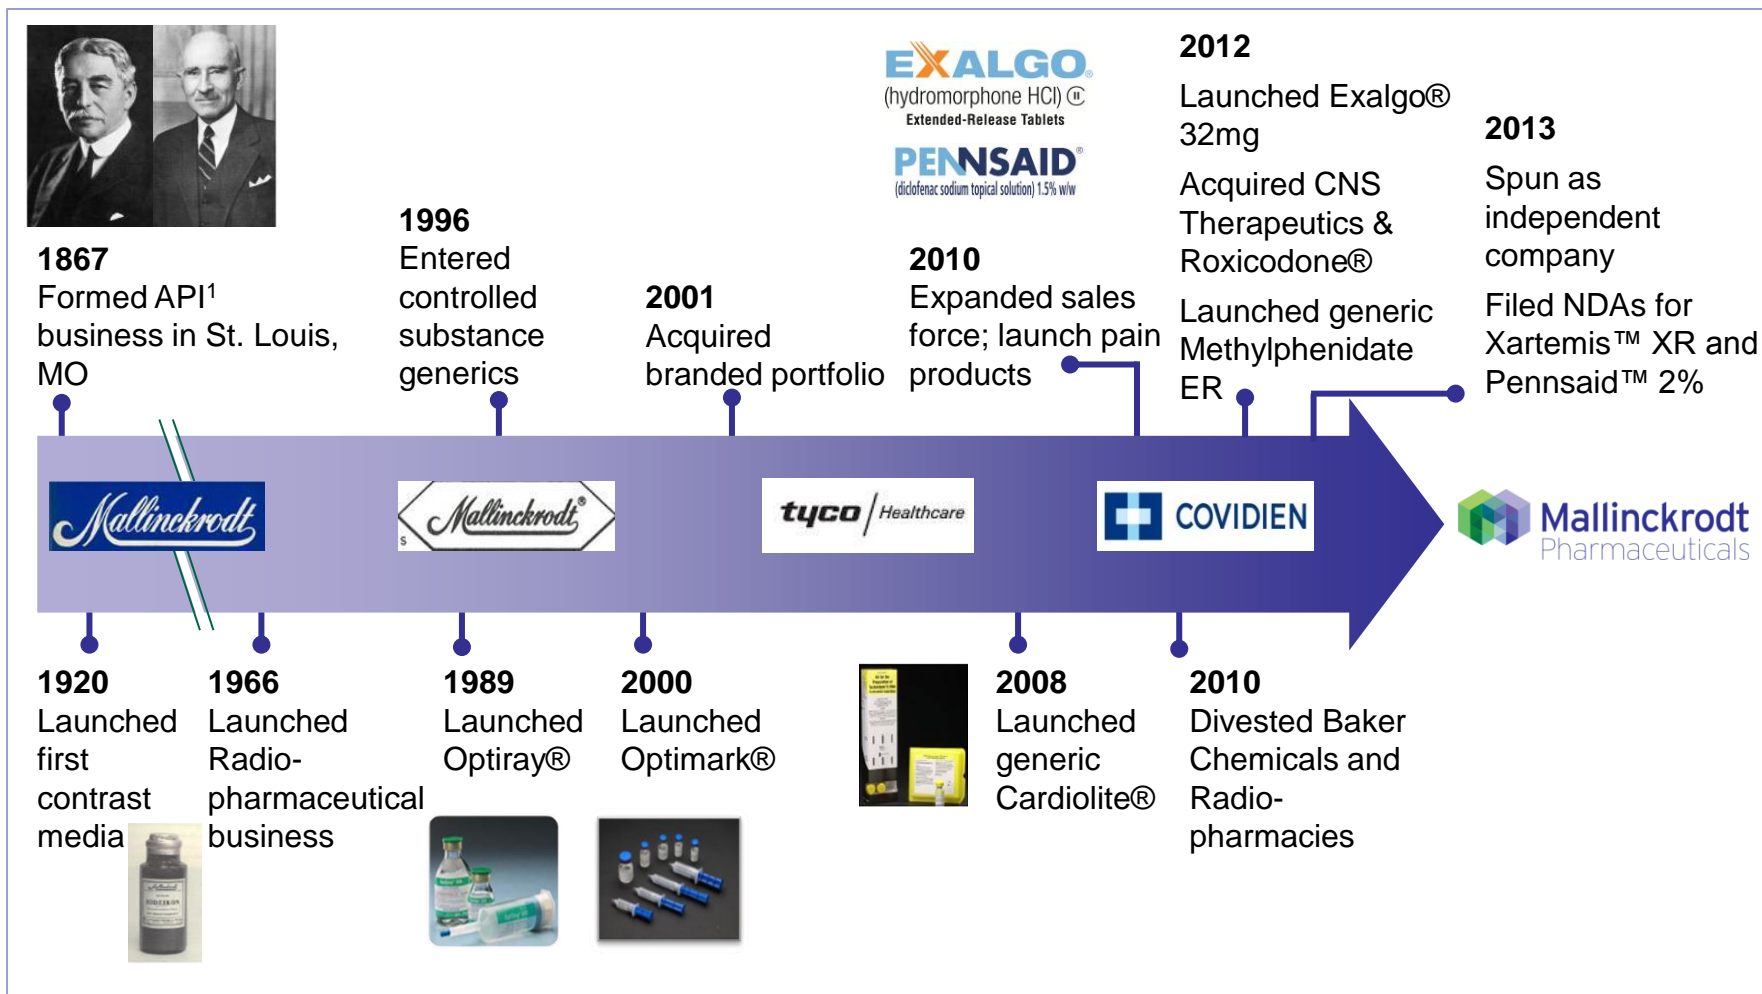 EXALGO®
(hydromorphone HCl) CII
Extended-Release Tablets
PENNSAID®
(diclofenac sodium topical solution) 1.5% w/w
1867
Formed API¹
business in St. Louis,
MO
1996
Entered
controlled
substance
generics
2001
Acquired
branded portfolio
2010
Expanded sales
force; launch pain
products
2012
Launched Exalgo®
32mg
Acquired CNS
Therapeutics &
Roxicodone®
Launched generic
Methylphenidate
ER
2013
Spun as
independent
company
Filed NDAs for
Xartemis™ XR and
Pennsaid™ 2%
Mallinckrodt
Mallinckrodt®
S
tyco / Healthcare
COVIDIEN
Mallinckrodt
Pharmaceuticals
1920
Launched
first
contrast
media
1966
Launched
Radio-
pharmaceutical
business
1989
Launched
Optiray®
2000
Launched
Optimark®
2008
Launched
generic
Cardiolite®
2010
Divested Baker
Chemicals and
Radio-
pharmacies